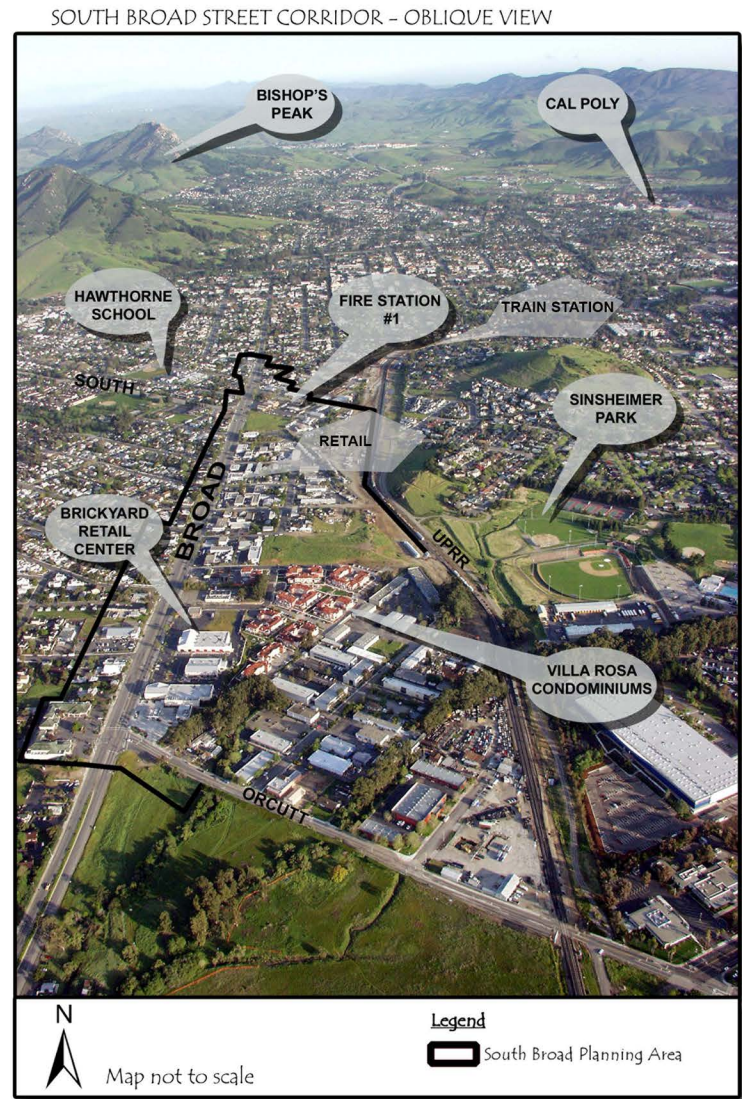 SOUTH BROAD STREET CORRIDOR – OBLIQUE VIEW
BISHOP'S
PEAK
CAL POLY
HAWTHORNE
SCHOOL
FIRE STATION
#1
TRAIN STATION
SOUTH
SINSHEIMER
PARK
RETAIL
BROAD
BRICKYARD
RETAIL
CENTER
UPRR
VILLA ROSA
CONDOMINIUMS
ORCUTT
N
Map not to scale
Legend
South Broad Planning Area